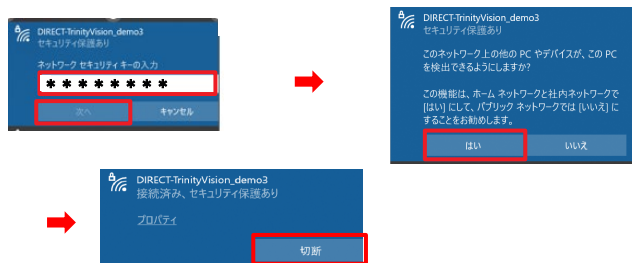 DIRECT-TrinityVision_demo3
セキュリティ保護あり
ネットワーク セキュリティ キーの入力
********
次へ
キャンセル
DIRECT-TrinityVision_demo3
セキュリティ保護あり
このネットワーク上の他の PC やデバイスが、この PC
を検出できるようにしますか?
この機能は、ホーム ネットワークと社内ネットワークで
[はい] にして、パブリック ネットワークでは [いいえ] に
することをお勧めします。
はい
いいえ
DIRECT-TrinityVision_demo3
接続済み、セキュリティ保護あり
プロパティ
切断